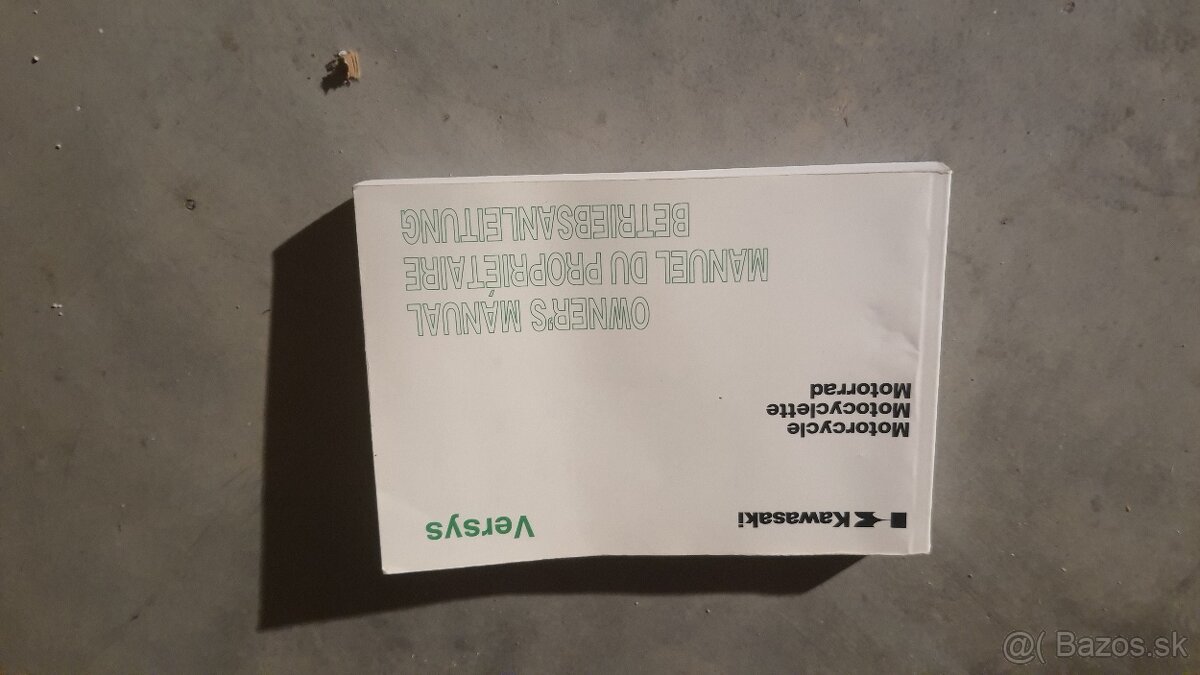 Kawasaki
Versys
Motorcycle
Motocyclette
Motorrad
OWNER'S MANUAL
MANUEL DU PROPRIÉTAIRE
BETRIEBSANLEITUNG
@( Bazos.sk